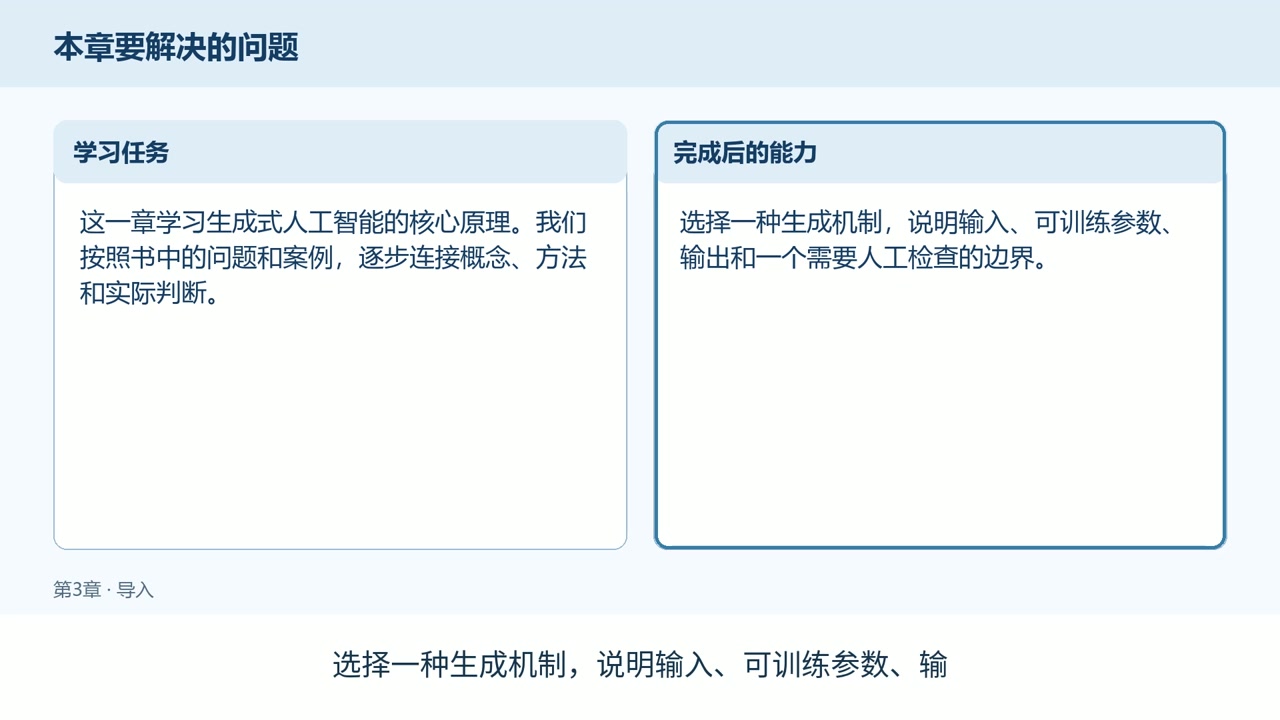 本章要解决的问题
学习任务
这一章学习生成式人工智能的核心原理。我们
按照书中的问题和案例，逐步连接概念、方法
和实际判断。
完成后的能力
选择一种生成机制，说明输入、可训练参数、
输出和一个需要人工检查的边界。
第3章 · 导入
选择一种生成机制，说明输入、可训练参数、输